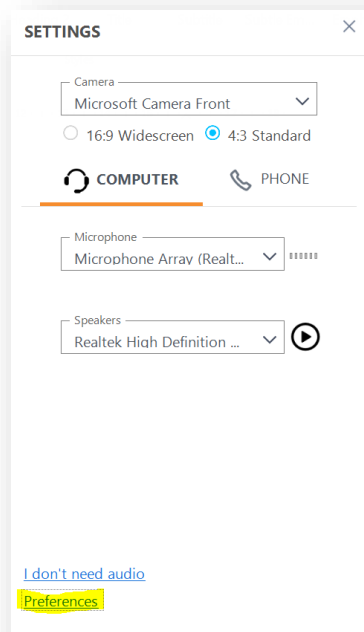 SETTINGS
Camera
Microsoft Camera Front
16:9 Widescreen 4:3 Standard
COMPUTER PHONE
Microphone
Microphone Array (Realt...
Speakers
Realtek High Definition ...
I don't need audio
Preferences